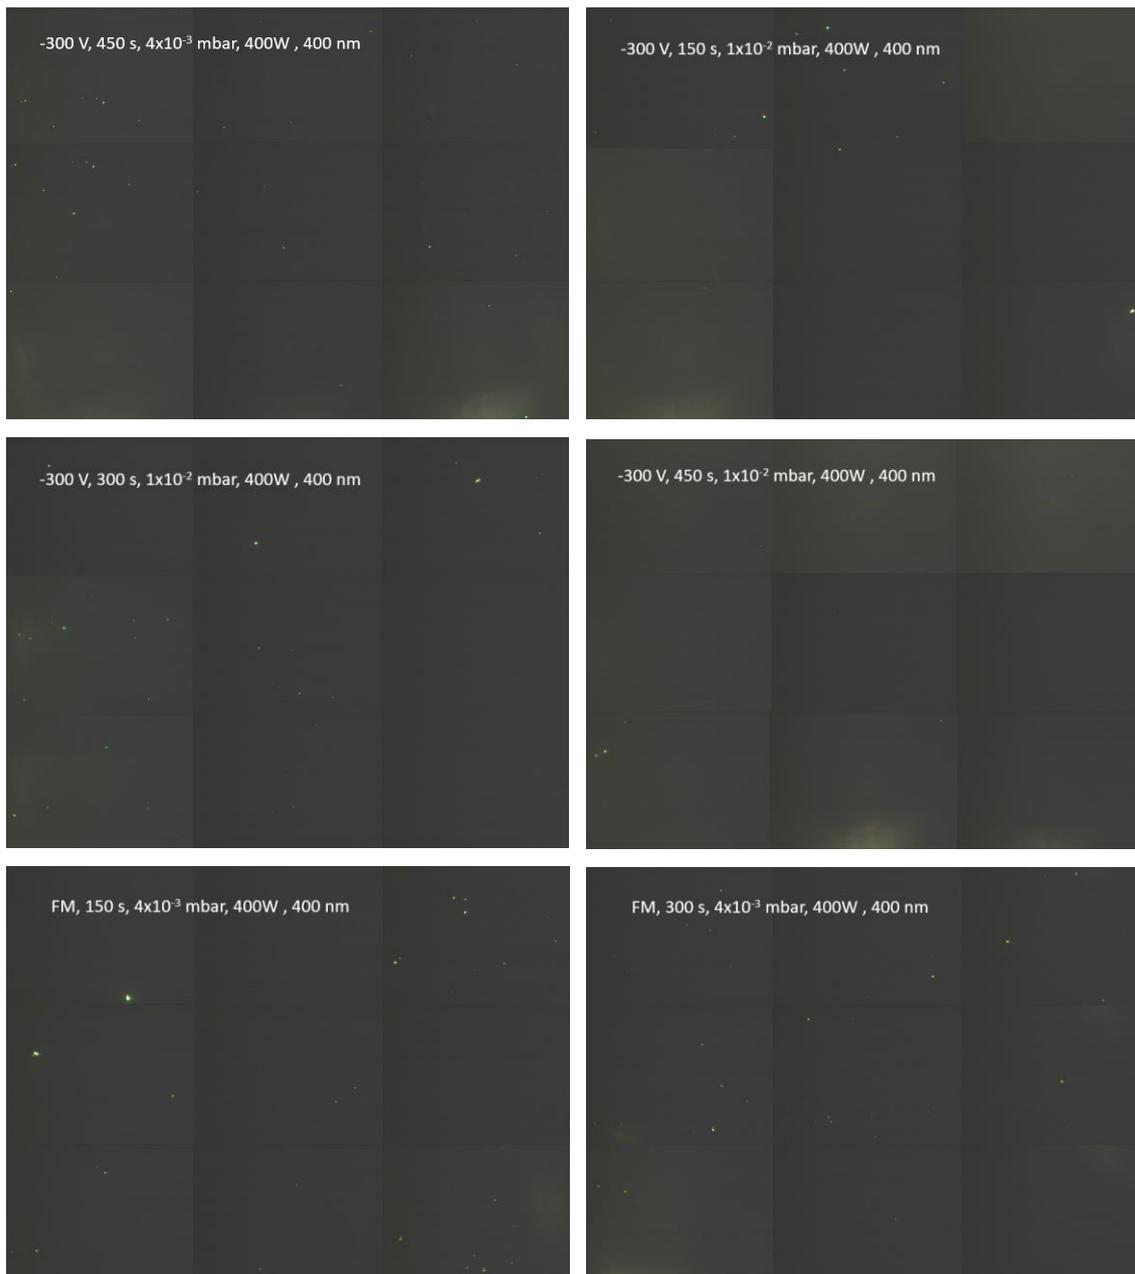 -300 V, 450 s, 4x10⁻³ mbar, 400W , 400 nm
-300 V, 150 s, 1x10⁻² mbar, 400W , 400 nm
-300 V, 300 s, 1x10⁻² mbar, 400W , 400 nm
-300 V, 450 s, 1x10⁻² mbar, 400W , 400 nm
FM, 150 s, 4x10⁻³ mbar, 400W , 400 nm
FM, 300 s, 4x10⁻³ mbar, 400W , 400 nm